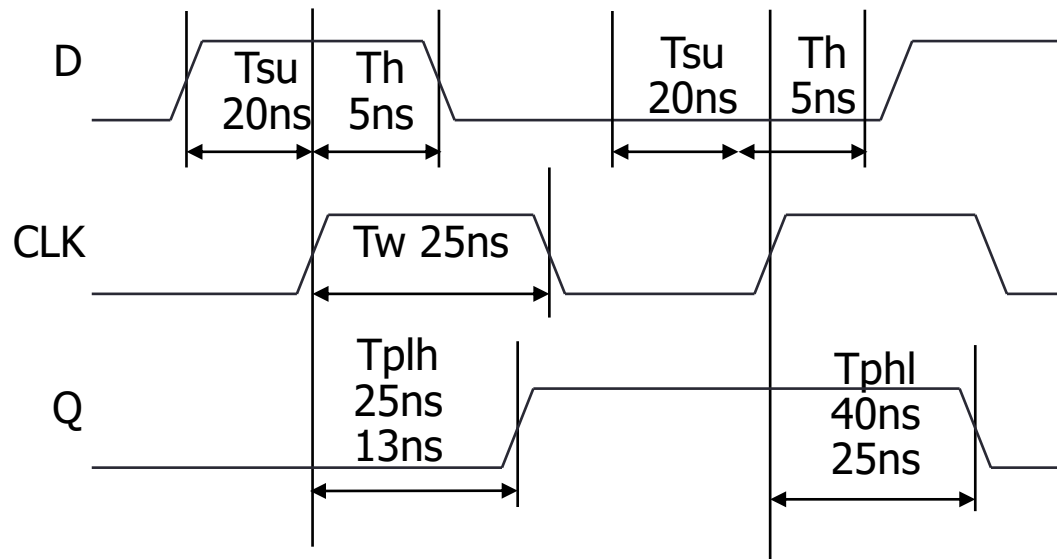 D
Tsu
20ns
Th
5ns
Tsu
20ns
Th
5ns
CLK
Tw 25ns
Q
Tplh
25ns
13ns
Tphl
40ns
25ns